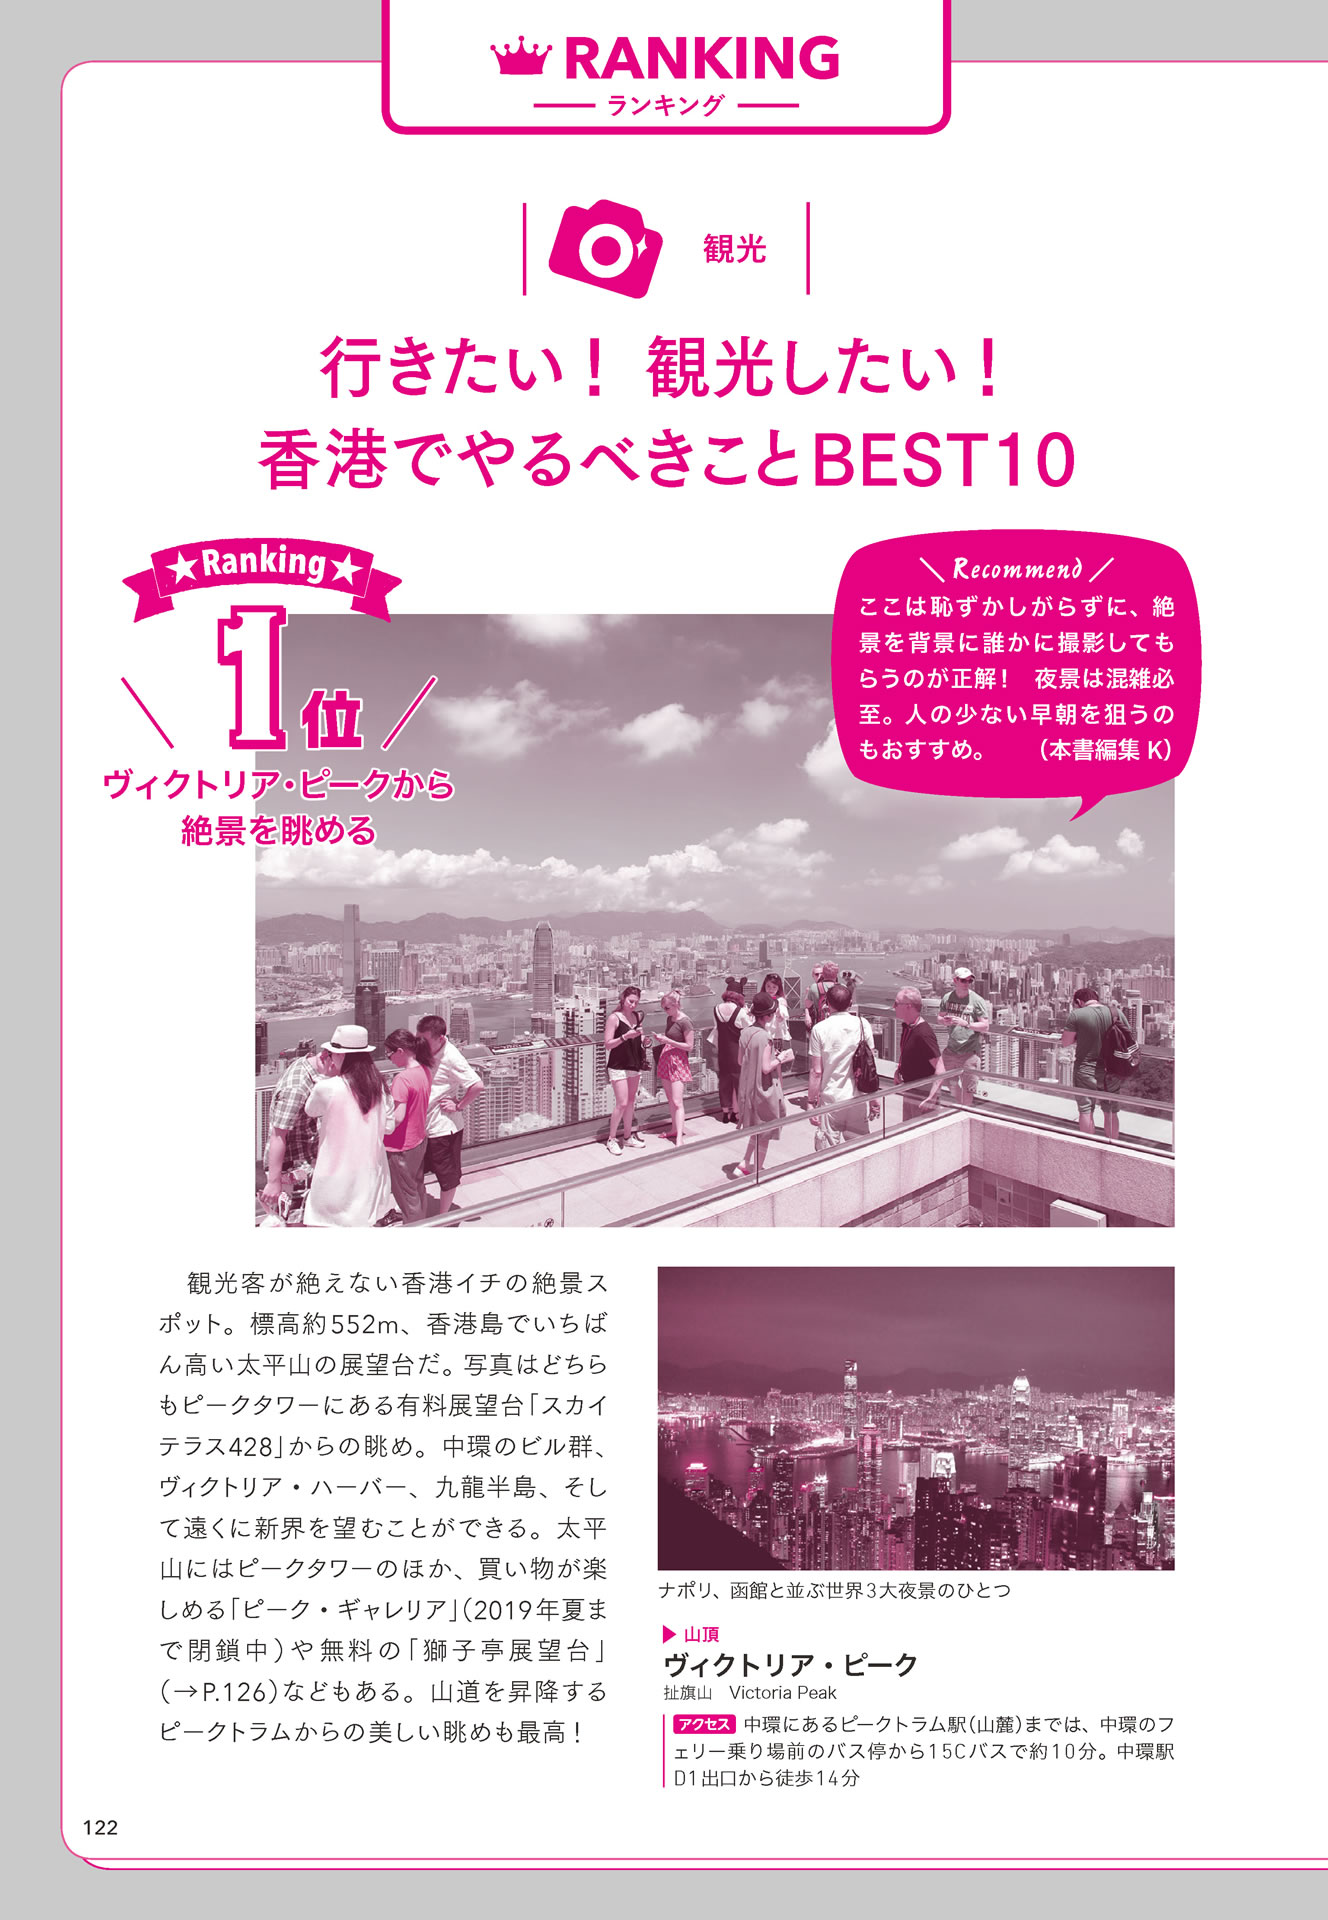 RANKING
ランキング
観光
行きたい！ 観光したい！
香港でやるべきことBEST10
★Ranking★
1位
ヴィクトリア・ピークから
絶景を眺める
Recommend
ここは恥ずかしがらずに、絶
景を背景に誰かに撮影しても
らうのが正解！　夜景は混雑必
至。人の少ない早朝を狙うの
もおすすめ。　（本書編集 K）
観光客が絶えない香港イチの絶景ス
ポット。標高約552m、香港島でいちば
ん高い太平山の展望台だ。写真はどちら
もピークタワーにある有料展望台「スカイ
テラス428」からの眺め。中環のビル群、
ヴィクトリア・ハーバー、九龍半島、そし
て遠くに新界を望むことができる。太平
山にはピークタワーのほか、買い物が楽
しめる「ピーク・ギャレリア」（2019年夏ま
で閉鎖中）や無料の「獅子亭展望台」
（→P.126）などもある。山道を昇降する
ピークトラムからの美しい眺めも最高！
ナポリ、函館と並ぶ世界3大夜景のひとつ
▶山頂
ヴィクトリア・ピーク
扯旗山　Victoria Peak
アクセス 中環にあるピークトラム駅（山麓）までは、中環のフ
ェリー乗り場前のバス停から15Cバスで約10分。中環駅
D1出口から徒歩14分
122